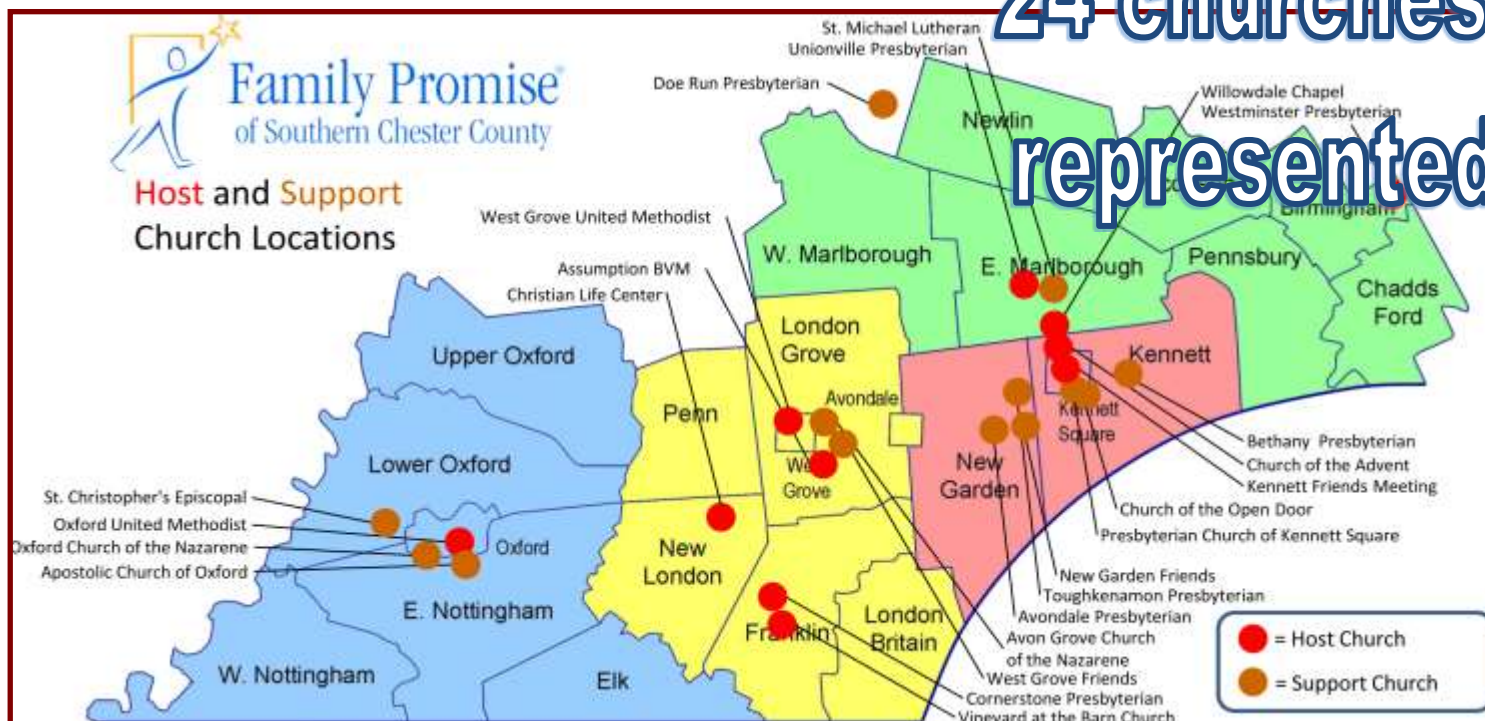 24 churches
represented
Family Promise®
of Southern Chester County
Host and Support
Church Locations
St. Michael Lutheran
Unionville Presbyterian
Doe Run Presbyterian
Willowdale Chapel
Westminster Presbyterian
West Grove United Methodist
Assumption BVM
Christian Life Center
Newlin
Birmingham
W. Marlborough
E. Marlborough
Pennsbury
Chadds
Ford
London
Grove
Upper Oxford
Kennett
Penn
Avondale
Kennett
Square
Lower Oxford
West
Grove
New
Garden
St. Christopher's Episcopal
Oxford United Methodist
Oxford Church of the Nazarene
Apostolic Church of Oxford
Oxford
New
London
E. Nottingham
Franklin
London
Britain
W. Nottingham
Elk
Bethany Presbyterian
Church of the Advent
Kennett Friends Meeting
Church of the Open Door
Presbyterian Church of Kennett Square
New Garden Friends
Toughkenamon Presbyterian
Avondale Presbyterian
Avon Grove Church
of the Nazarene
West Grove Friends
Cornerstone Presbyterian
Vineyard at the Barn Church
= Host Church
= Support Church